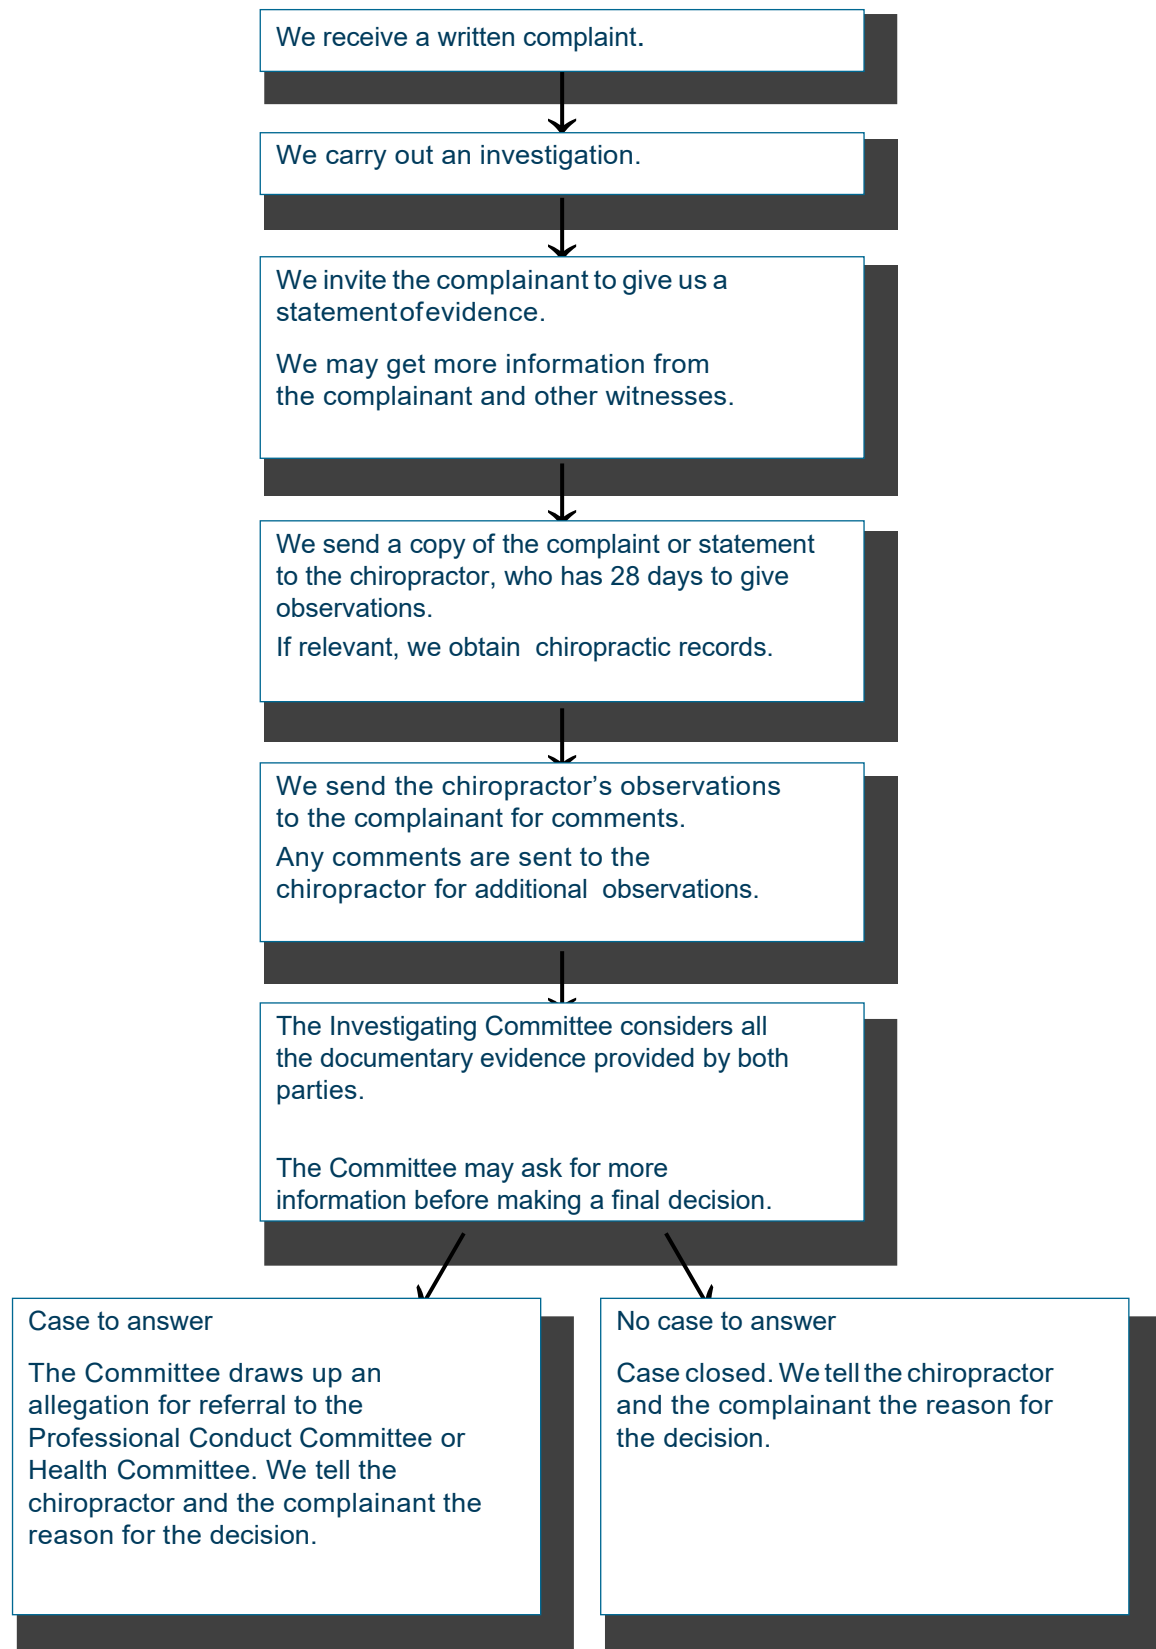 We receive a written complaint.
We carry out an investigation.
We invite the complainant to give us a
statement of evidence.
We may get more information from
the complainant and other witnesses.
We send a copy of the complaint or statement
to the chiropractor, who has 28 days to give
observations.
If relevant, we obtain chiropractic records.
We send the chiropractor’s observations
to the complainant for comments.
Any comments are sent to the
chiropractor for additional observations.
The Investigating Committee considers all
the documentary evidence provided by both
parties.
The Committee may ask for more
information before making a final decision.
Case to answer
The Committee draws up an
allegation for referral to the
Professional Conduct Committee or
Health Committee. We tell the
chiropractor and the complainant the
reason for the decision.
No case to answer
Case closed. We tell the chiropractor
and the complainant the reason for
the decision.